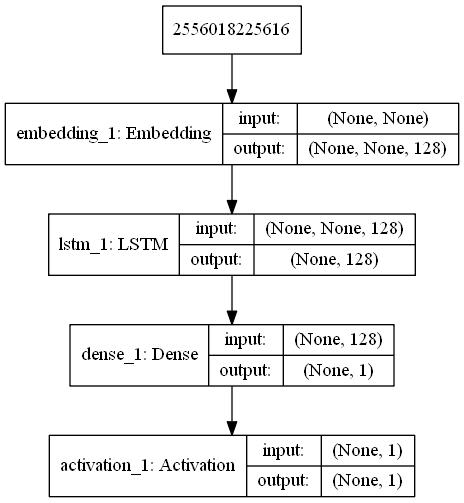 2556018225616
embedding_1: Embedding
input: (None, None)
output: (None, None, 128)
lstm_1: LSTM
input: (None, None, 128)
output: (None, 128)
dense_1: Dense
input: (None, 128)
output: (None, 1)
activation_1: Activation
input: (None, 1)
output: (None, 1)